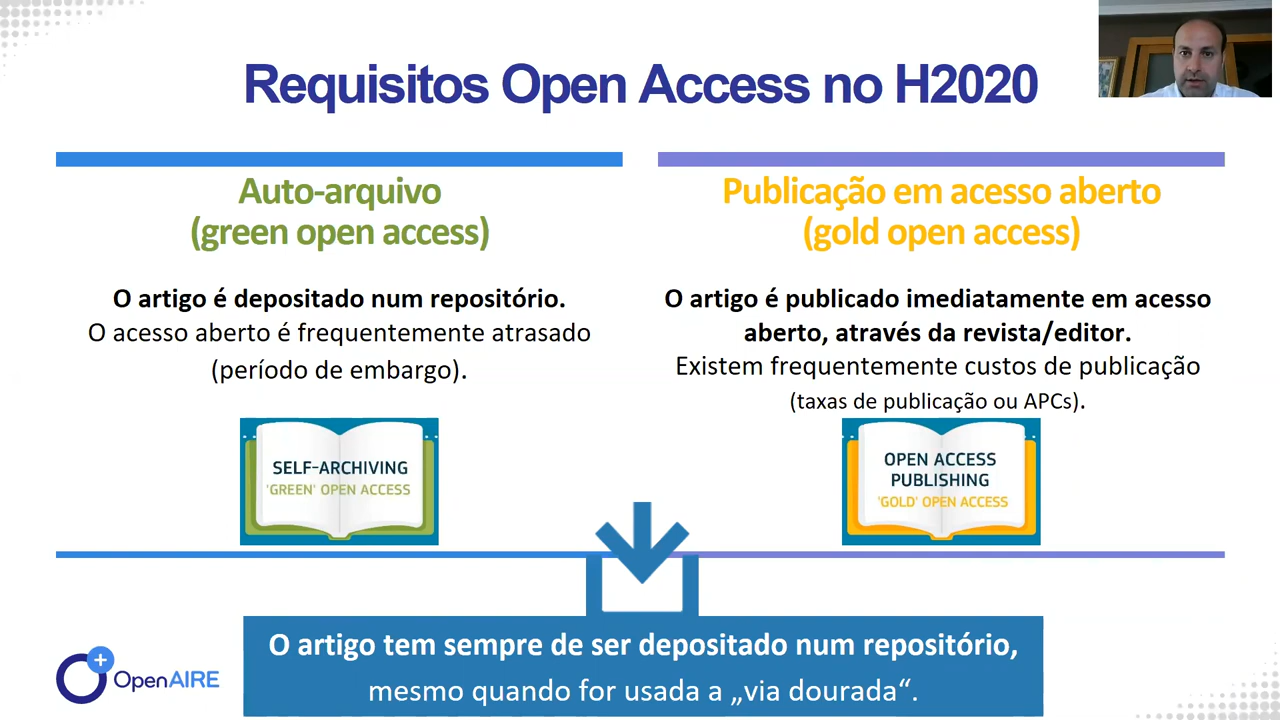 Requisitos Open Access no H2020
Auto-arquivo
(green open access)
O artigo é depositado num repositório.
O acesso aberto é frequentemente atrasado
(período de embargo).
SELF-ARCHIVING
'GREEN' OPEN ACCESS
Publicação em acesso aberto
(gold open access)
O artigo é publicado imediatamente em acesso
aberto, através da revista/editor.
Existem frequentemente custos de publicação
(taxas de publicação ou APCs).
OPEN ACCESS
PUBLISHING
'GOLD' OPEN ACCESS
O artigo tem sempre de ser depositado num repositório,
mesmo quando for usada a „via dourada“.
OpenAIRE